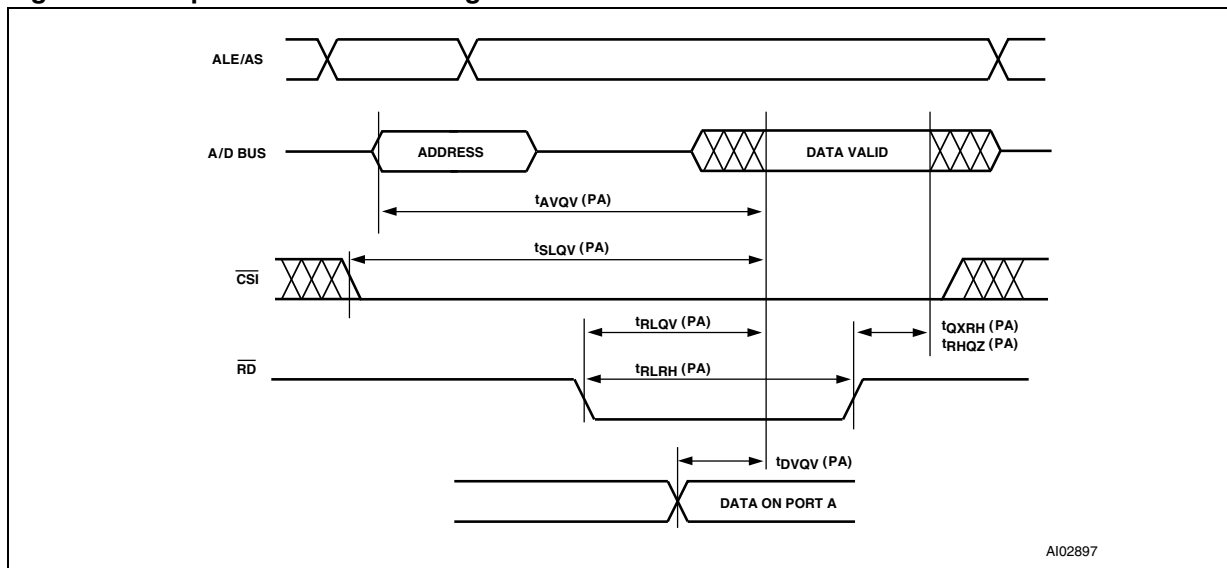 ALE/AS
A/D BUS
ADDRESS
DATA VALID
tAVQV (PA)
tSLQV (PA)
CSI
tRLQV (PA)
tQXRH (PA)
tRHQZ (PA)
RD
tRLRH (PA)
tDVQV (PA)
DATA ON PORT A
AI02897